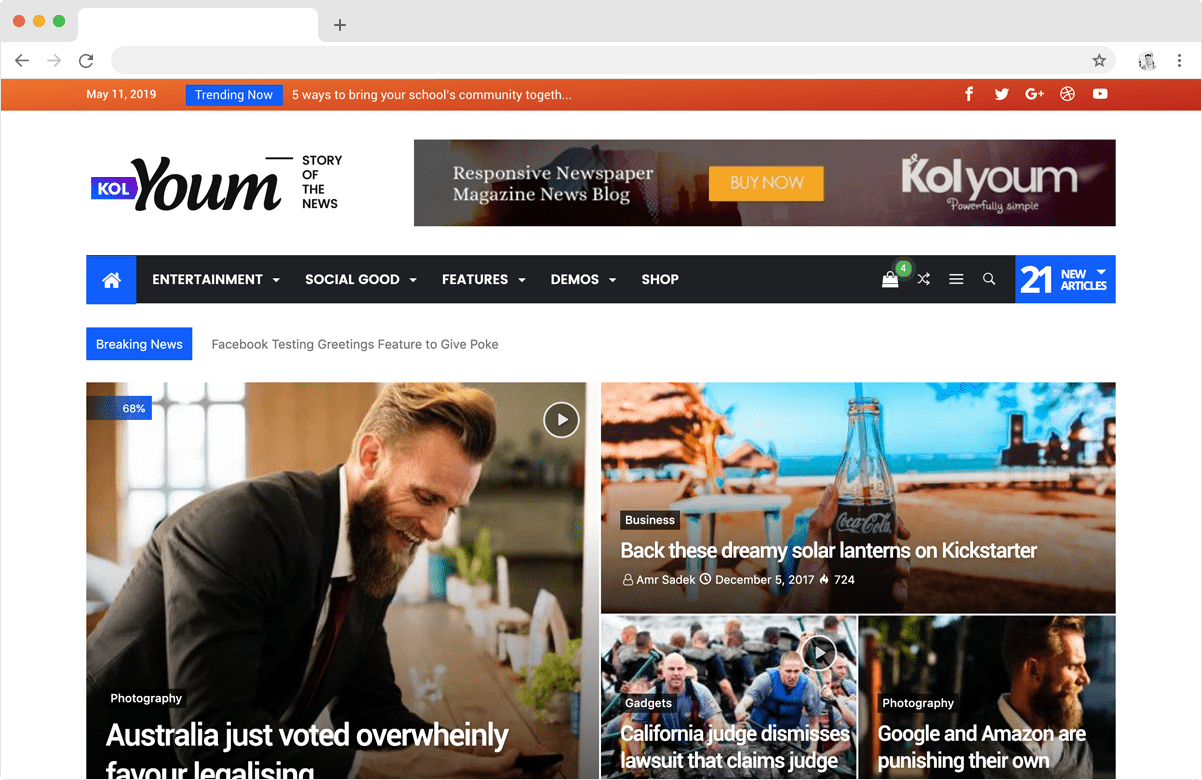 May 11, 2019
Trending Now
5 ways to bring your school's community togeth...
KOL Youm
STORY
OF
THE
NEWS
Responsive Newspaper
Magazine News Blog
BUY NOW
Kolyoum
Powerfully simple
ENTERTAINMENT
SOCIAL GOOD
FEATURES
DEMOS
SHOP
4
21
NEW
ARTICLES
Breaking News
Facebook Testing Greetings Feature to Give Poke
68%
Photography
Australia just voted overwheinly
favour legalising
Coca-Cola
Business
Back these dreamy solar lanterns on Kickstarter
Amr Sadek December 5, 2017 724
Gadgets
California judge dismisses
lawsuit that claims judge
Photography
Google and Amazon are
punishing their own